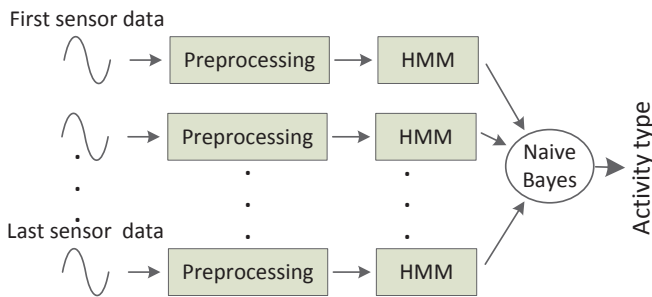 First sensor data
Preprocessing
HMM
Preprocessing
HMM
Naive
Bayes
Activity type
Last sensor data
Preprocessing
HMM